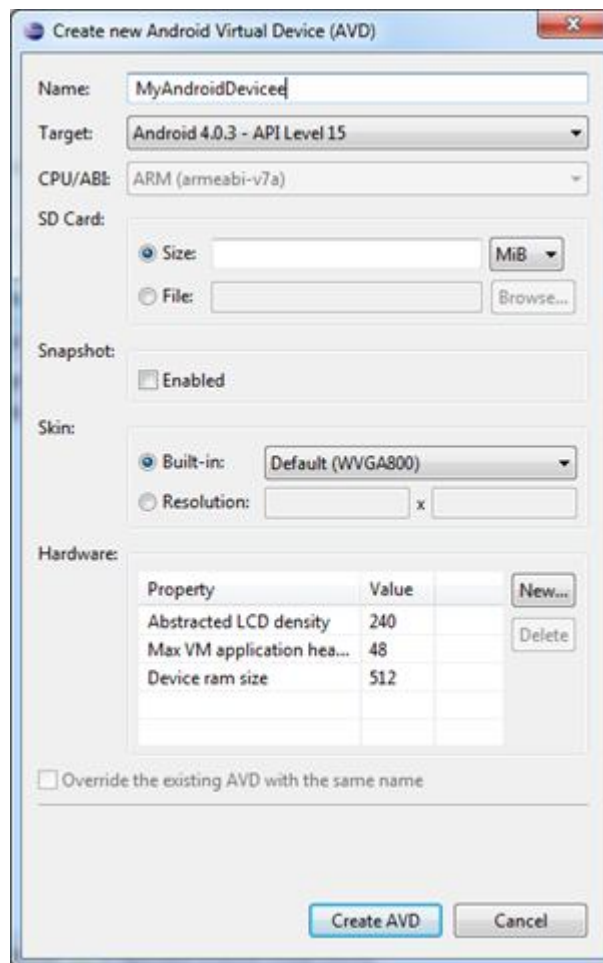 Create new Android Virtual Device (AVD)
Name: MyAndroidDevicee
Target: Android 4.0.3 - API Level 15
CPU/ABI: ARM (armeabi-v7a)
SD Card:
Size: MiB
File: Browse...
Snapshot:
Enabled
Skin:
Built-in: Default (WVGA800)
Resolution: x
Hardware:
Property Value New...
Abstracted LCD density 240
Delete
Max VM application hea... 48
Device ram size 512
Override the existing AVD with the same name
Create AVD Cancel